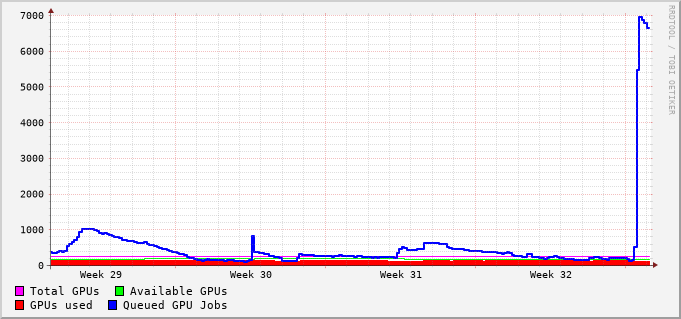 RRDTOOL / TOBI OETIKER
7000
6000
5000
4000
3000
2000
1000
0
Week 29 Week 30 Week 31 Week 32
Total GPUs Available GPUs
GPUs used Queued GPU Jobs